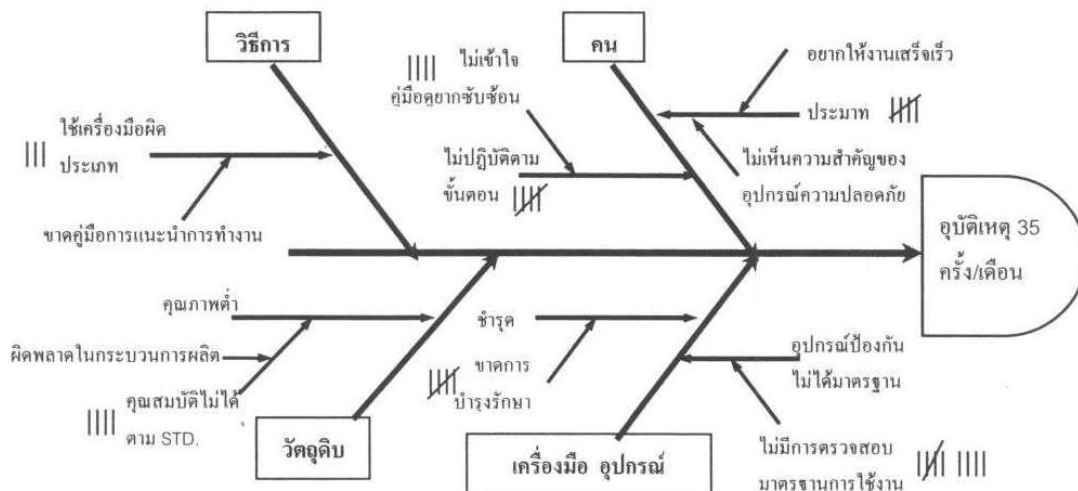 วิธีการ
คน
ไม่เข้าใจ
คู่มือดูยากซับซ้อน
อยากให้งานเสร็จเร็ว
ประมาท
ใช้เครื่องมือผิด
ประเภท
ไม่ปฏิบัติตาม
ขั้นตอน
ไม่เห็นความสำคัญของ
อุปกรณ์ความปลอดภัย
ขาดคู่มือการแนะนำการทำงาน
อุบัติเหตุ 35
ครั้ง/เดือน
คุณภาพต่ำ
ชำรุด
ผิดพลาดในกระบวนการผลิต
อุปกรณ์ป้องกัน
ไม่ได้มาตรฐาน
ขาดการ
บำรุงรักษา
คุณสมบัติไม่ได้
ตาม STD.
วัตถุดิบ
เครื่องมือ อุปกรณ์
ไม่มีการตรวจสอบ
มาตรฐานการใช้งาน